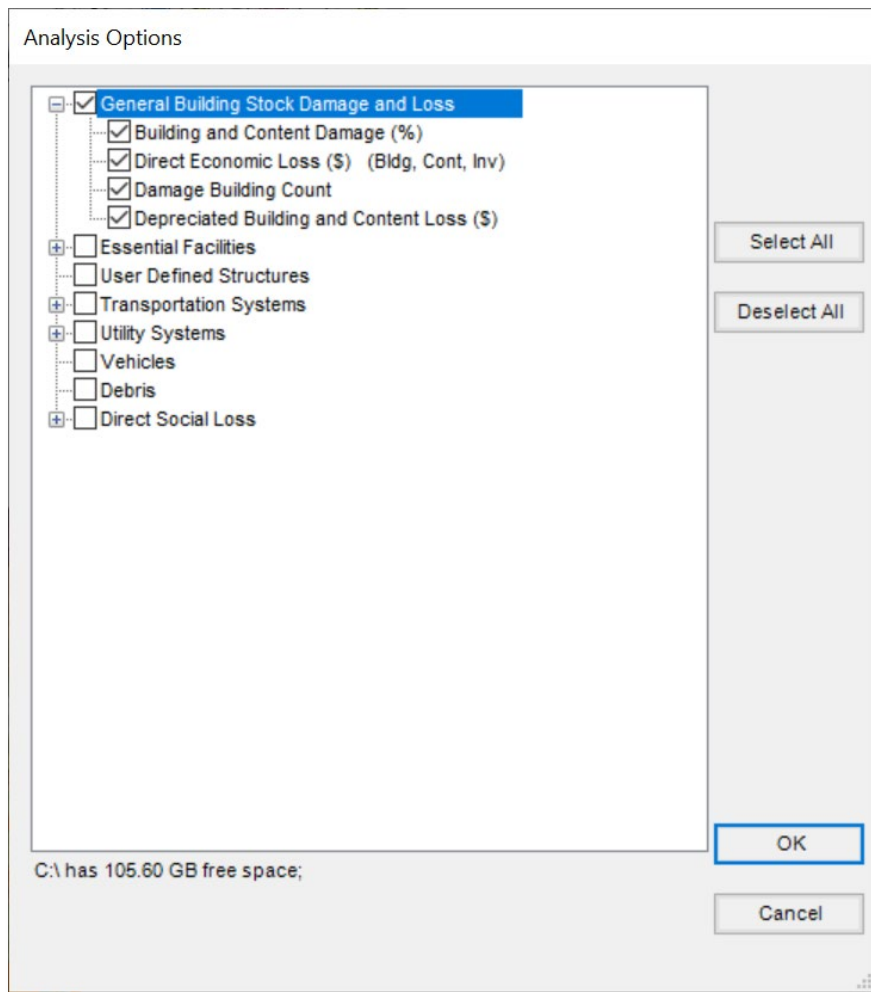 Analysis Options
General Building Stock Damage and Loss
Building and Content Damage (%)
Direct Economic Loss ($) (Bldg, Cont, Inv)
Damage Building Count
Depreciated Building and Content Loss ($)
Essential Facilities
User Defined Structures
Transportation Systems
Utility Systems
Vehicles
Debris
Direct Social Loss
Select All
Deselect All
C:\ has 105.60 GB free space;
OK
Cancel